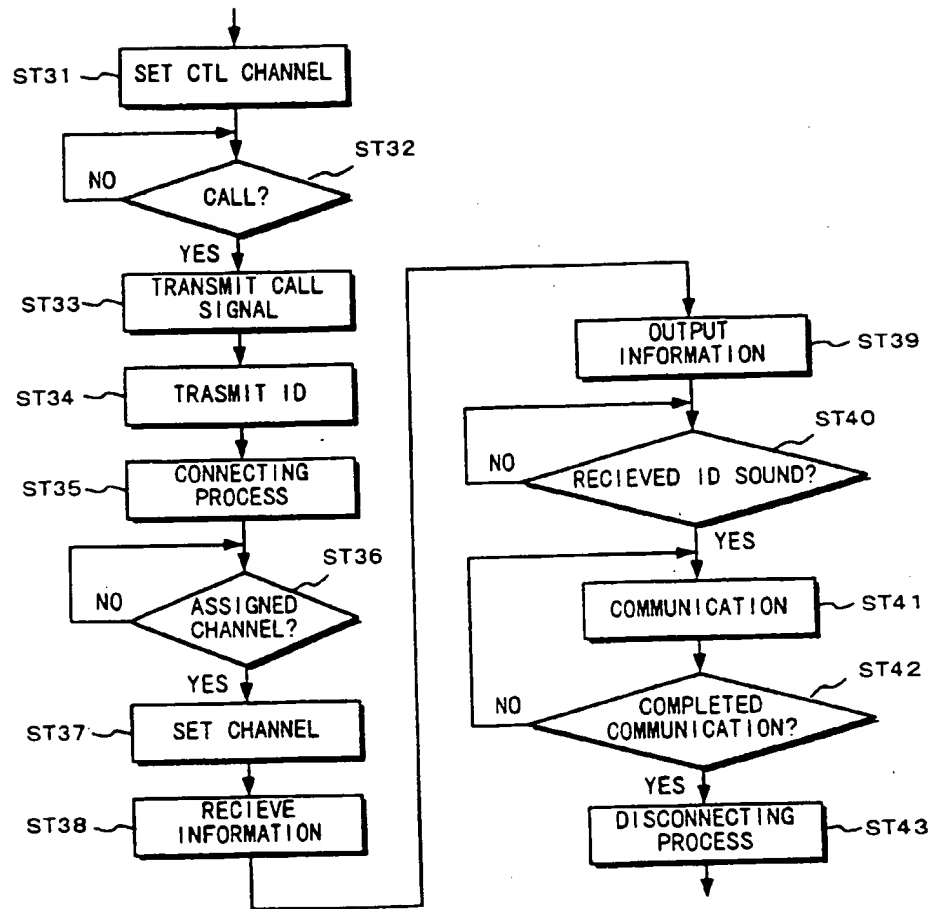 ST31
SET CTL CHANNEL
ST32
NO
CALL?
YES
ST33
TRANSMIT CALL
SIGNAL
ST34
TRASMIT ID
ST35
CONNECTING
PROCESS
ST36
NO
ASSIGNED
CHANNEL?
YES
ST37
SET CHANNEL
ST38
RECIEVE
INFORMATION
OUTPUT
INFORMATION
ST39
ST40
NO
RECIEVED ID SOUND?
YES
COMMUNICATION
ST41
ST42
NO
COMPLETED
COMMUNICATION?
YES
DISCONNECTING
PROCESS
ST43